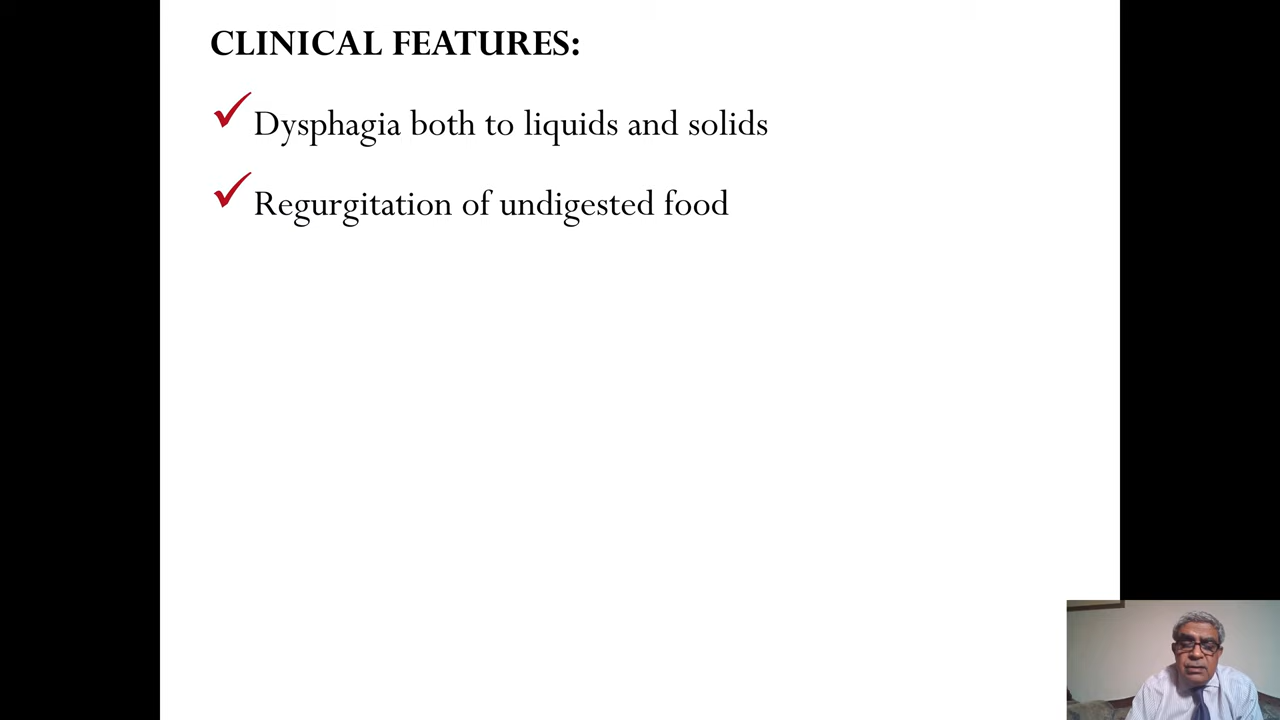 CLINICAL FEATURES:
Dysphagia both to liquids and solids
Regurgitation of undigested food